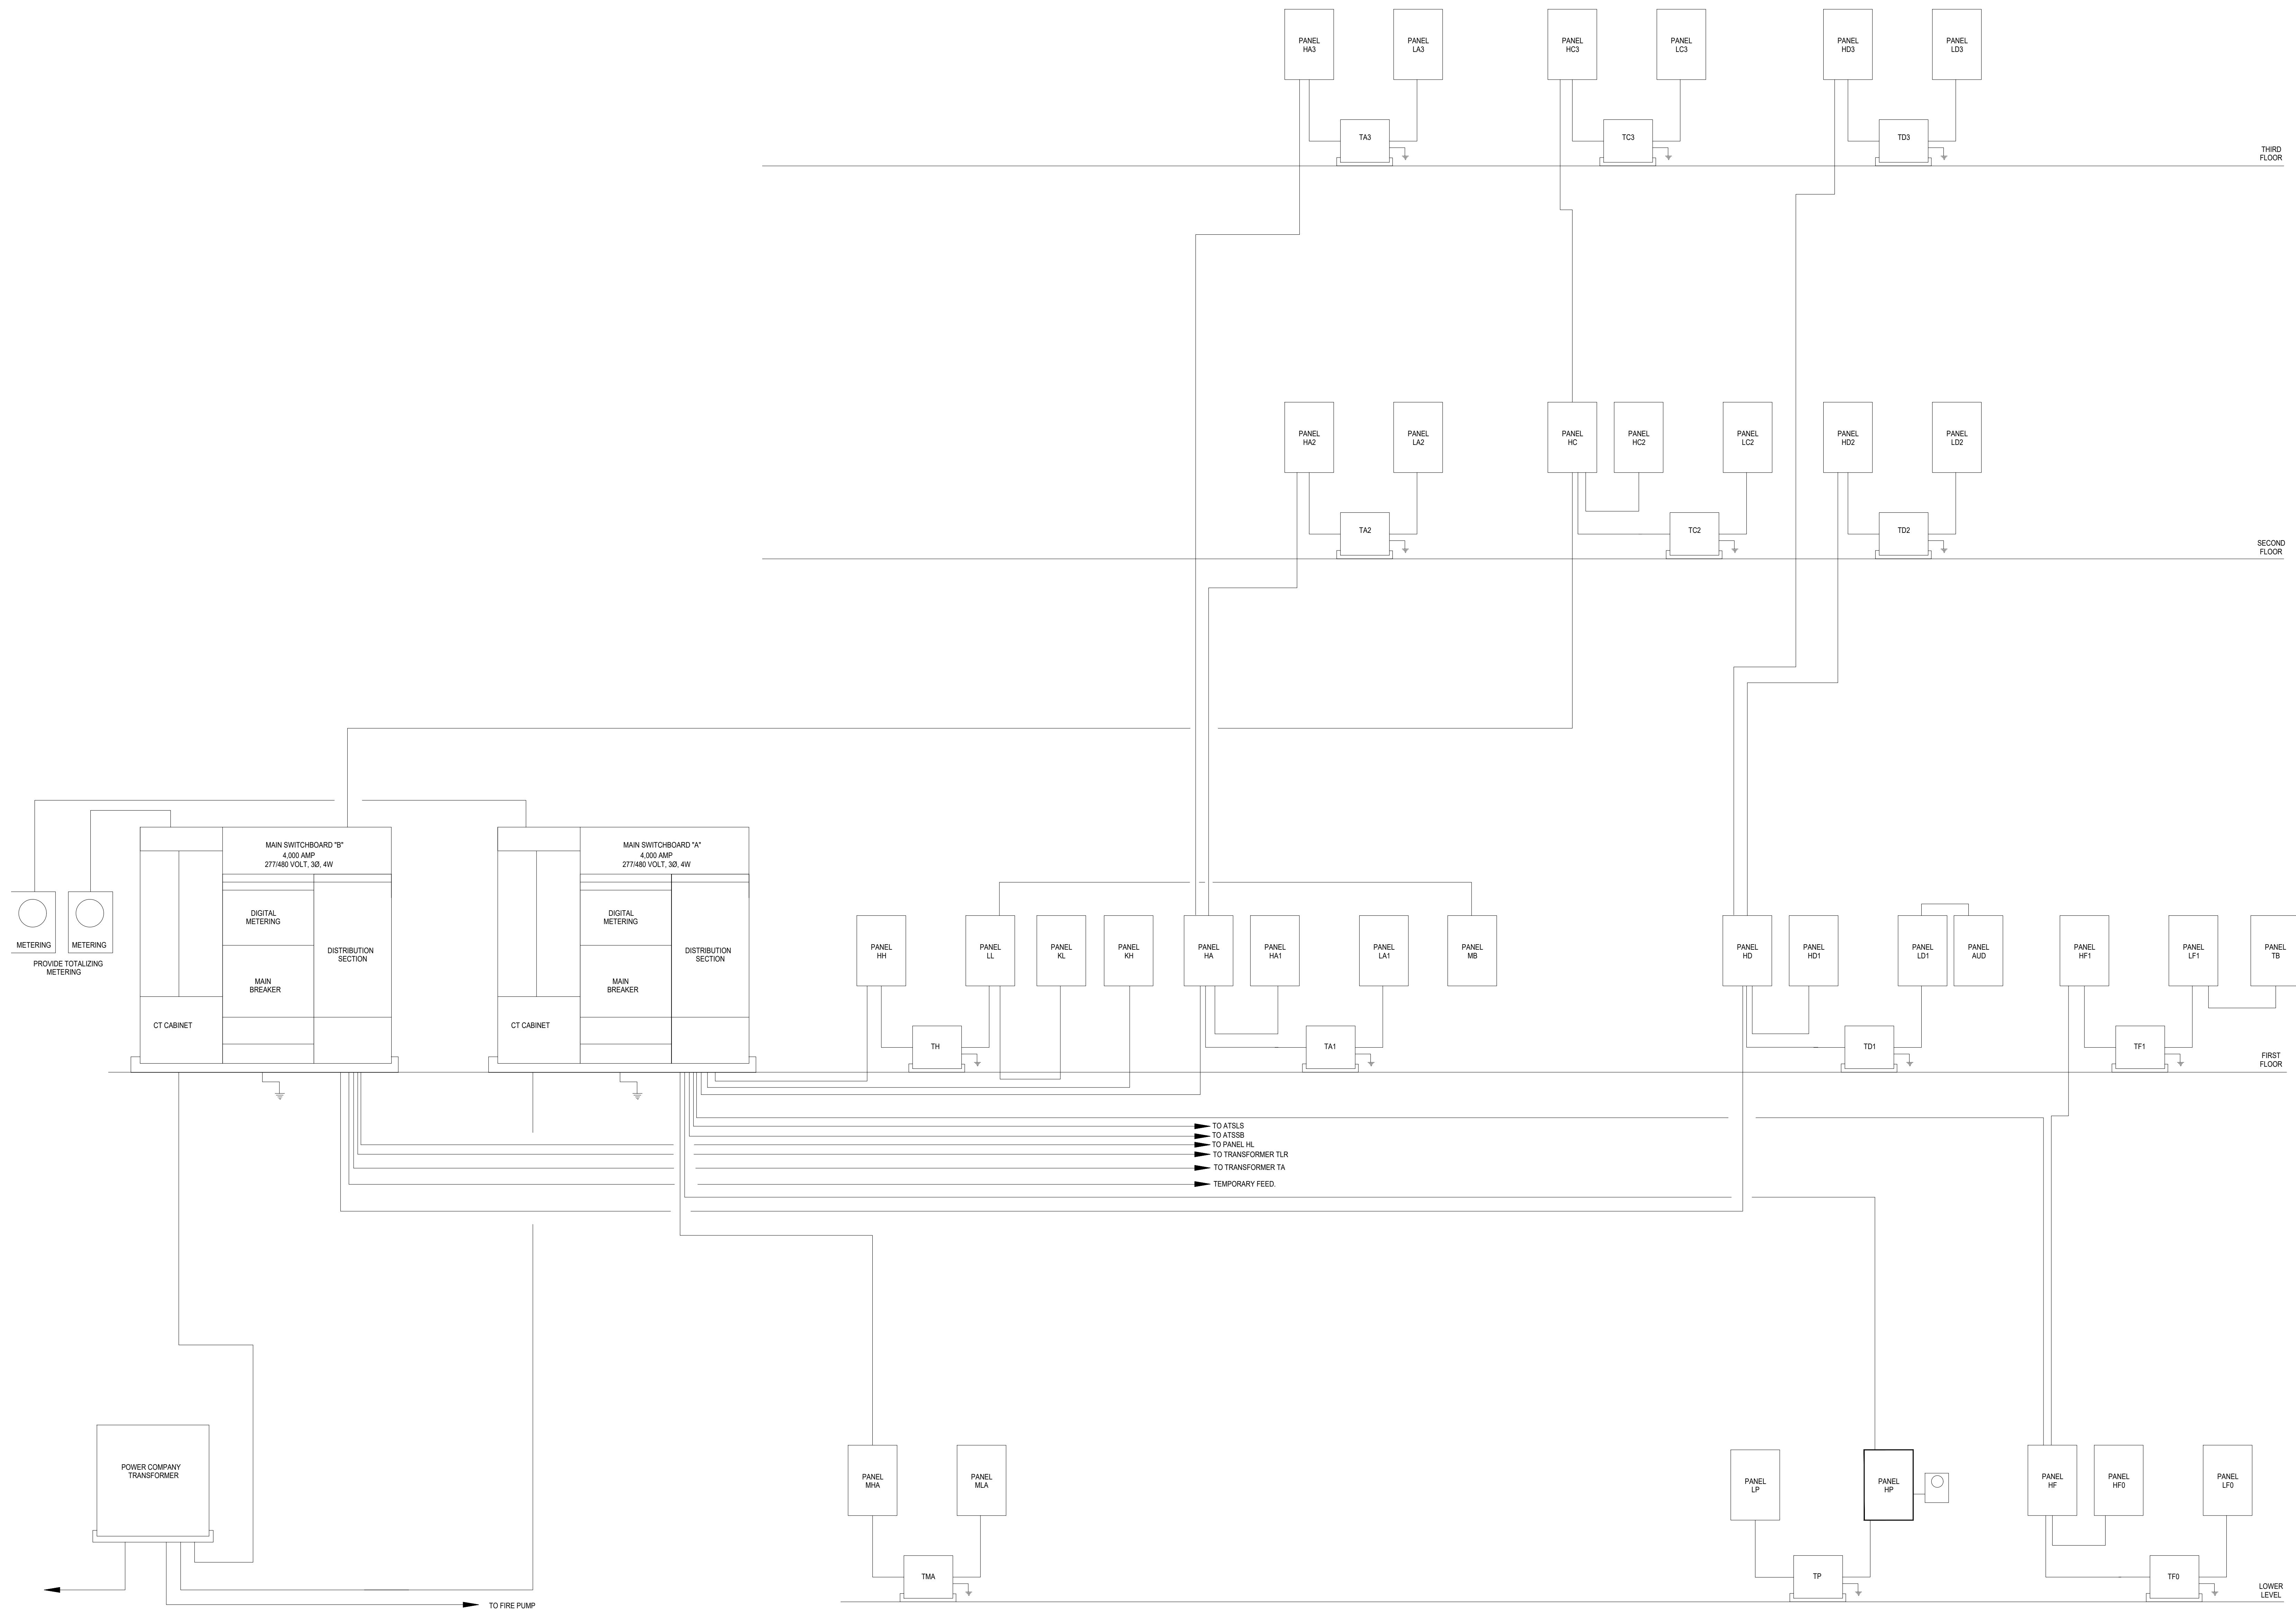 PANEL
HA3
PANEL
LA3
PANEL
HC3
PANEL
LC3
PANEL
HD3
PANEL
LD3
TA3
TC3
TD3
THIRD
FLOOR
PANEL
HA2
PANEL
LA2
PANEL
HC
PANEL
HC2
PANEL
LC2
PANEL
HD2
PANEL
LD2
TA2
TC2
TD2
SECOND
FLOOR
MAIN SWITCHBOARD "B"
4,000 AMP
277/480 VOLT, 3Ø, 4W
DIGITAL
METERING
DISTRIBUTION
SECTION
MAIN
BREAKER
CT CABINET
MAIN SWITCHBOARD "A"
4,000 AMP
277/480 VOLT, 3Ø, 4W
DIGITAL
METERING
DISTRIBUTION
SECTION
MAIN
BREAKER
CT CABINET
METERING
METERING
PROVIDE TOTALIZING
METERING
PANEL
HH
PANEL
LL
PANEL
KL
PANEL
KH
PANEL
HA
PANEL
HA1
PANEL
LA1
PANEL
MB
PANEL
HD
PANEL
HD1
PANEL
LD1
PANEL
AUD
PANEL
HF1
PANEL
LF1
PANEL
TB
TH
TA1
TD1
TF1
FIRST
FLOOR
TO ATSLS
TO ATSSB
TO PANEL HL
TO TRANSFORMER TLR
TO TRANSFORMER TA
TEMPORARY FEED.
POWER COMPANY
TRANSFORMER
PANEL
MHA
PANEL
MLA
PANEL
LP
PANEL
HP
PANEL
HF
PANEL
HF0
PANEL
LF0
TMA
TP
TF0
LOWER
LEVEL
TO FIRE PUMP